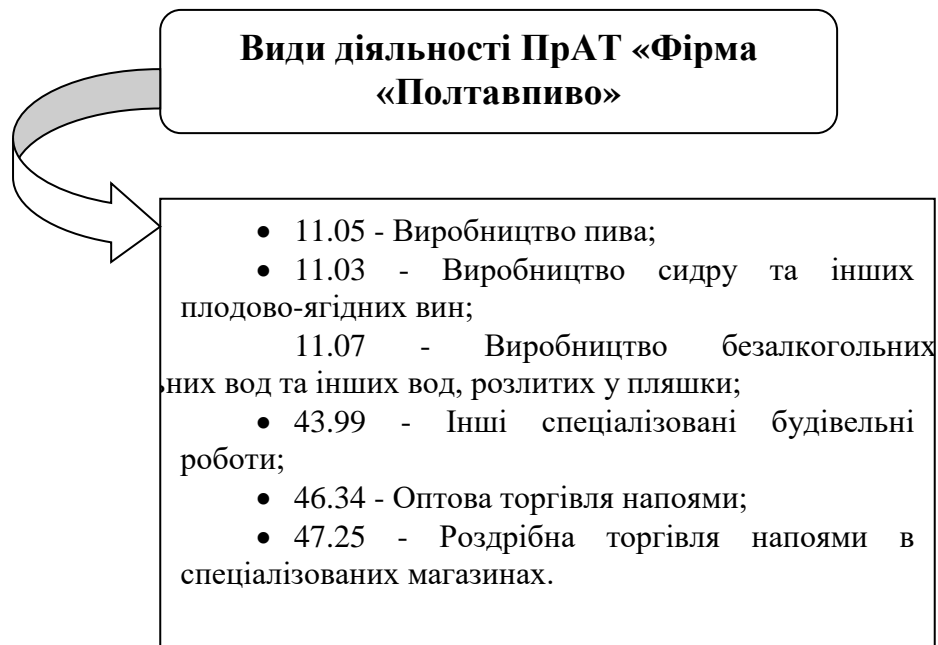 Види діяльності ПрАТ «Фірма
«Полтавпиво»
• 11.05 - Виробництво пива;
• 11.03 - Виробництво сидру та інших
плодово-ягідних вин;
11.07 - Виробництво безалкогольних
них вод та інших вод, розлитих у пляшки;
• 43.99 - Інші спеціалізовані будівельні
роботи;
• 46.34 - Оптова торгівля напоями;
• 47.25 - Роздрібна торгівля напоями в
спеціалізованих магазинах.